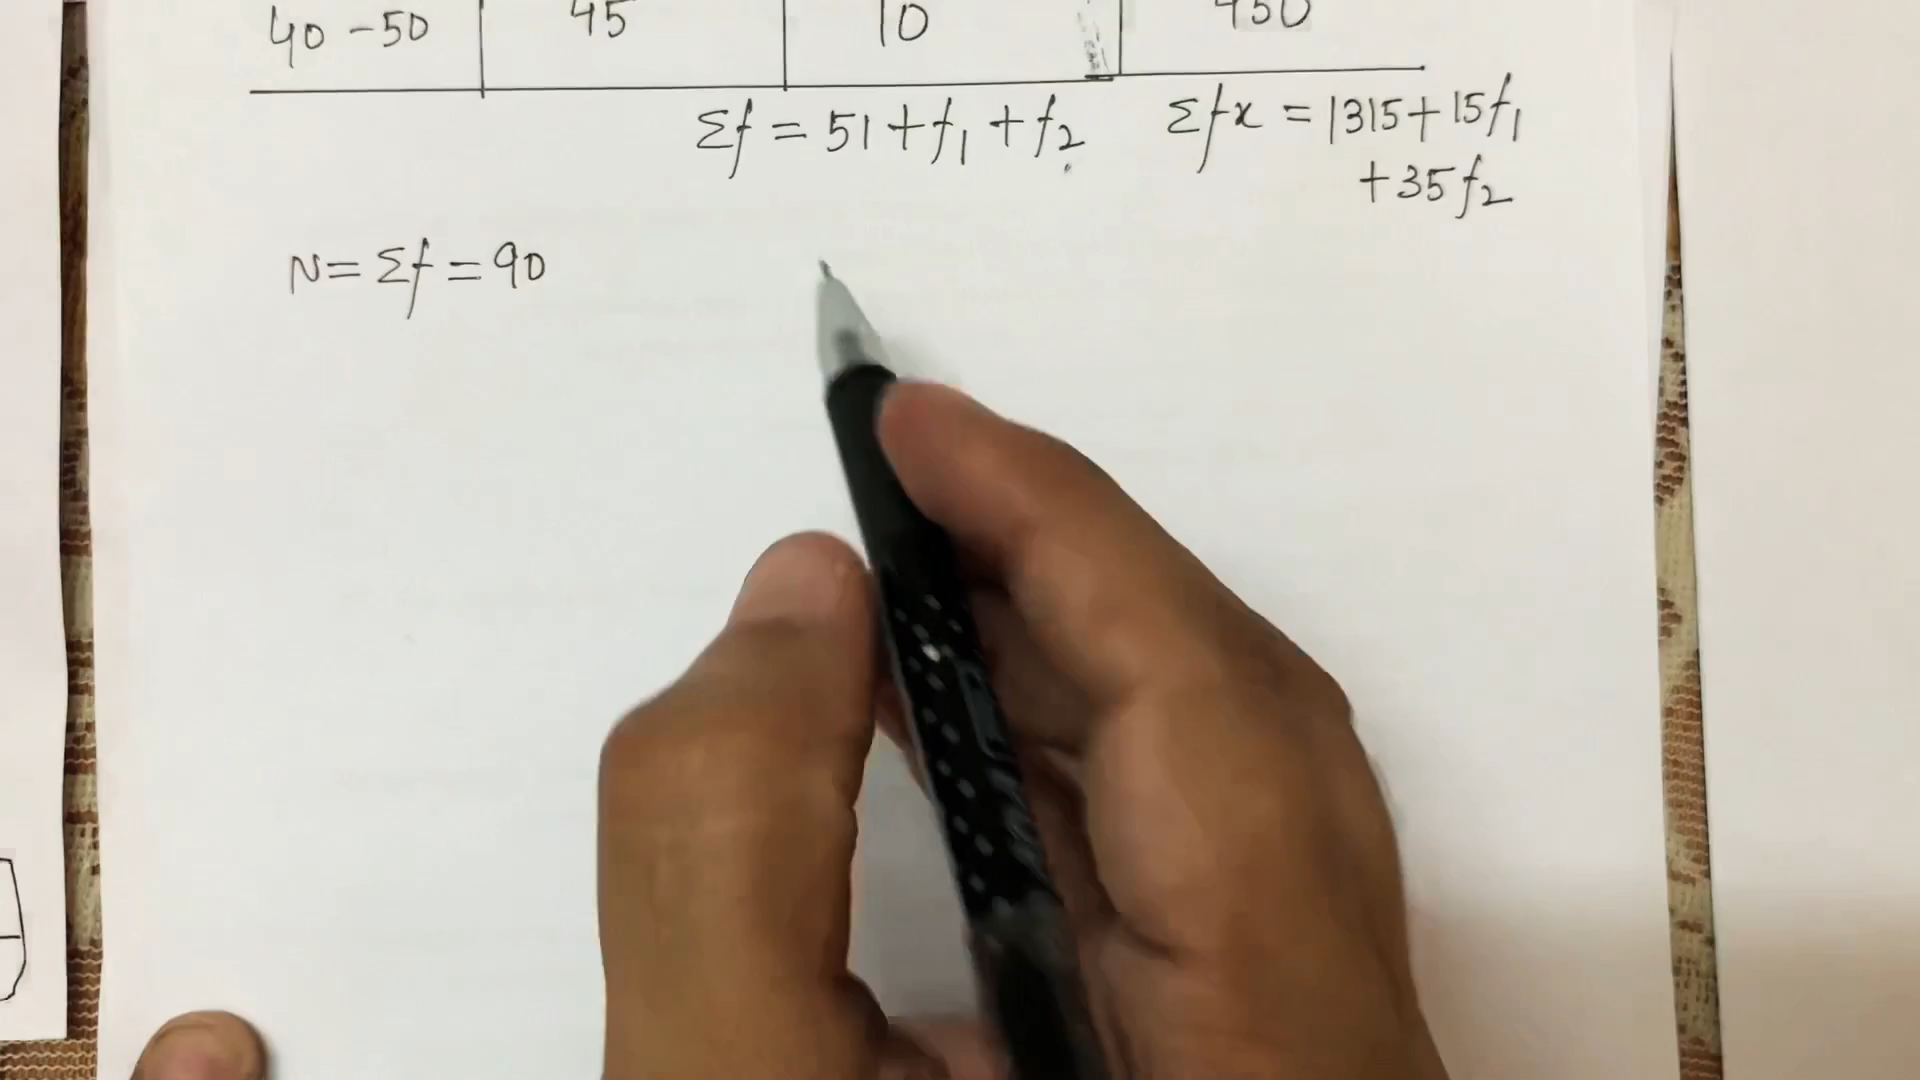 40-50 45 10 450
Σf = 51 + f₁ + f₂ Σfx = 1315 + 15f₁
+35f₂
N = Σf = 90